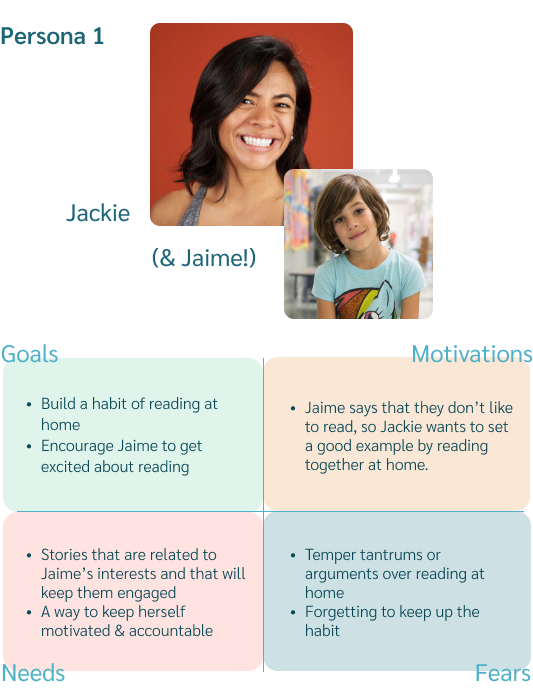 Persona 1
Jackie
(& Jaime!)
Goals
Motivations
• Build a habit of reading at
home
• Encourage Jaime to get
excited about reading
• Jaime says that they don’t like
to read, so Jackie wants to set
a good example by reading
together at home.
• Stories that are related to
Jaime’s interests and that will
keep them engaged
• A way to keep herself
motivated & accountable
• Temper tantrums or
arguments over reading at
home
• Forgetting to keep up the
habit
Needs
Fears